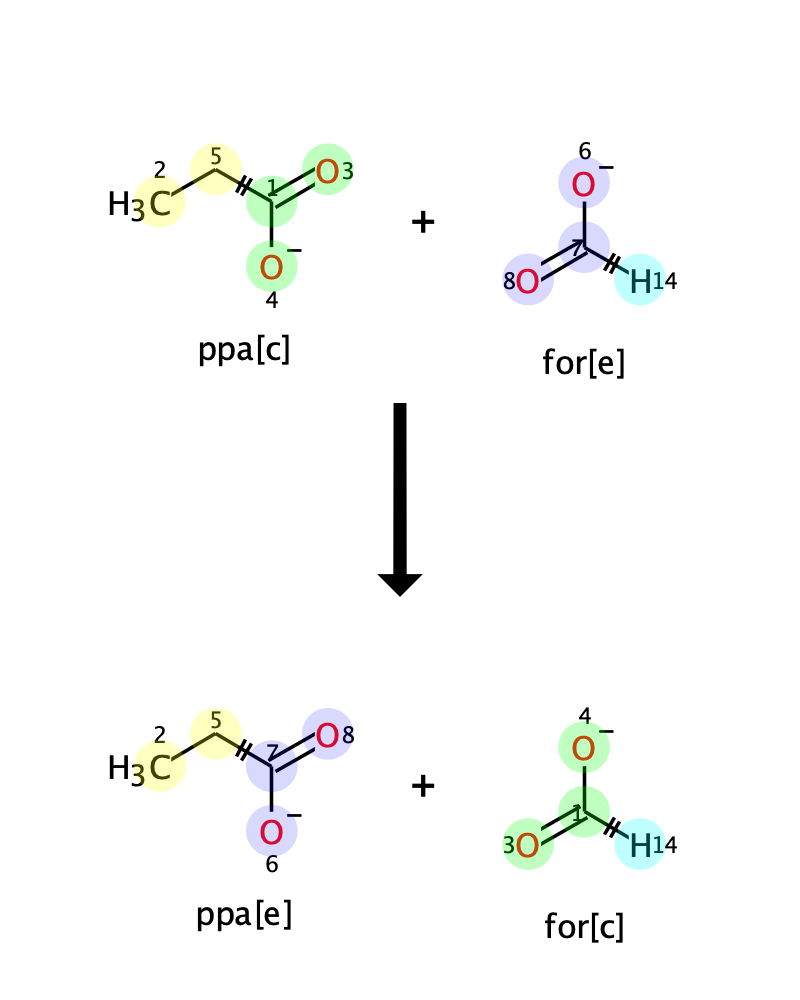 6
2 5 1 O3 O−
H3C + 7
O− 8O H14
4
ppa[c] for[e]
4
2 5 7 O8 O−
H3C + 1
O− 3O H14
6
ppa[e] for[c]